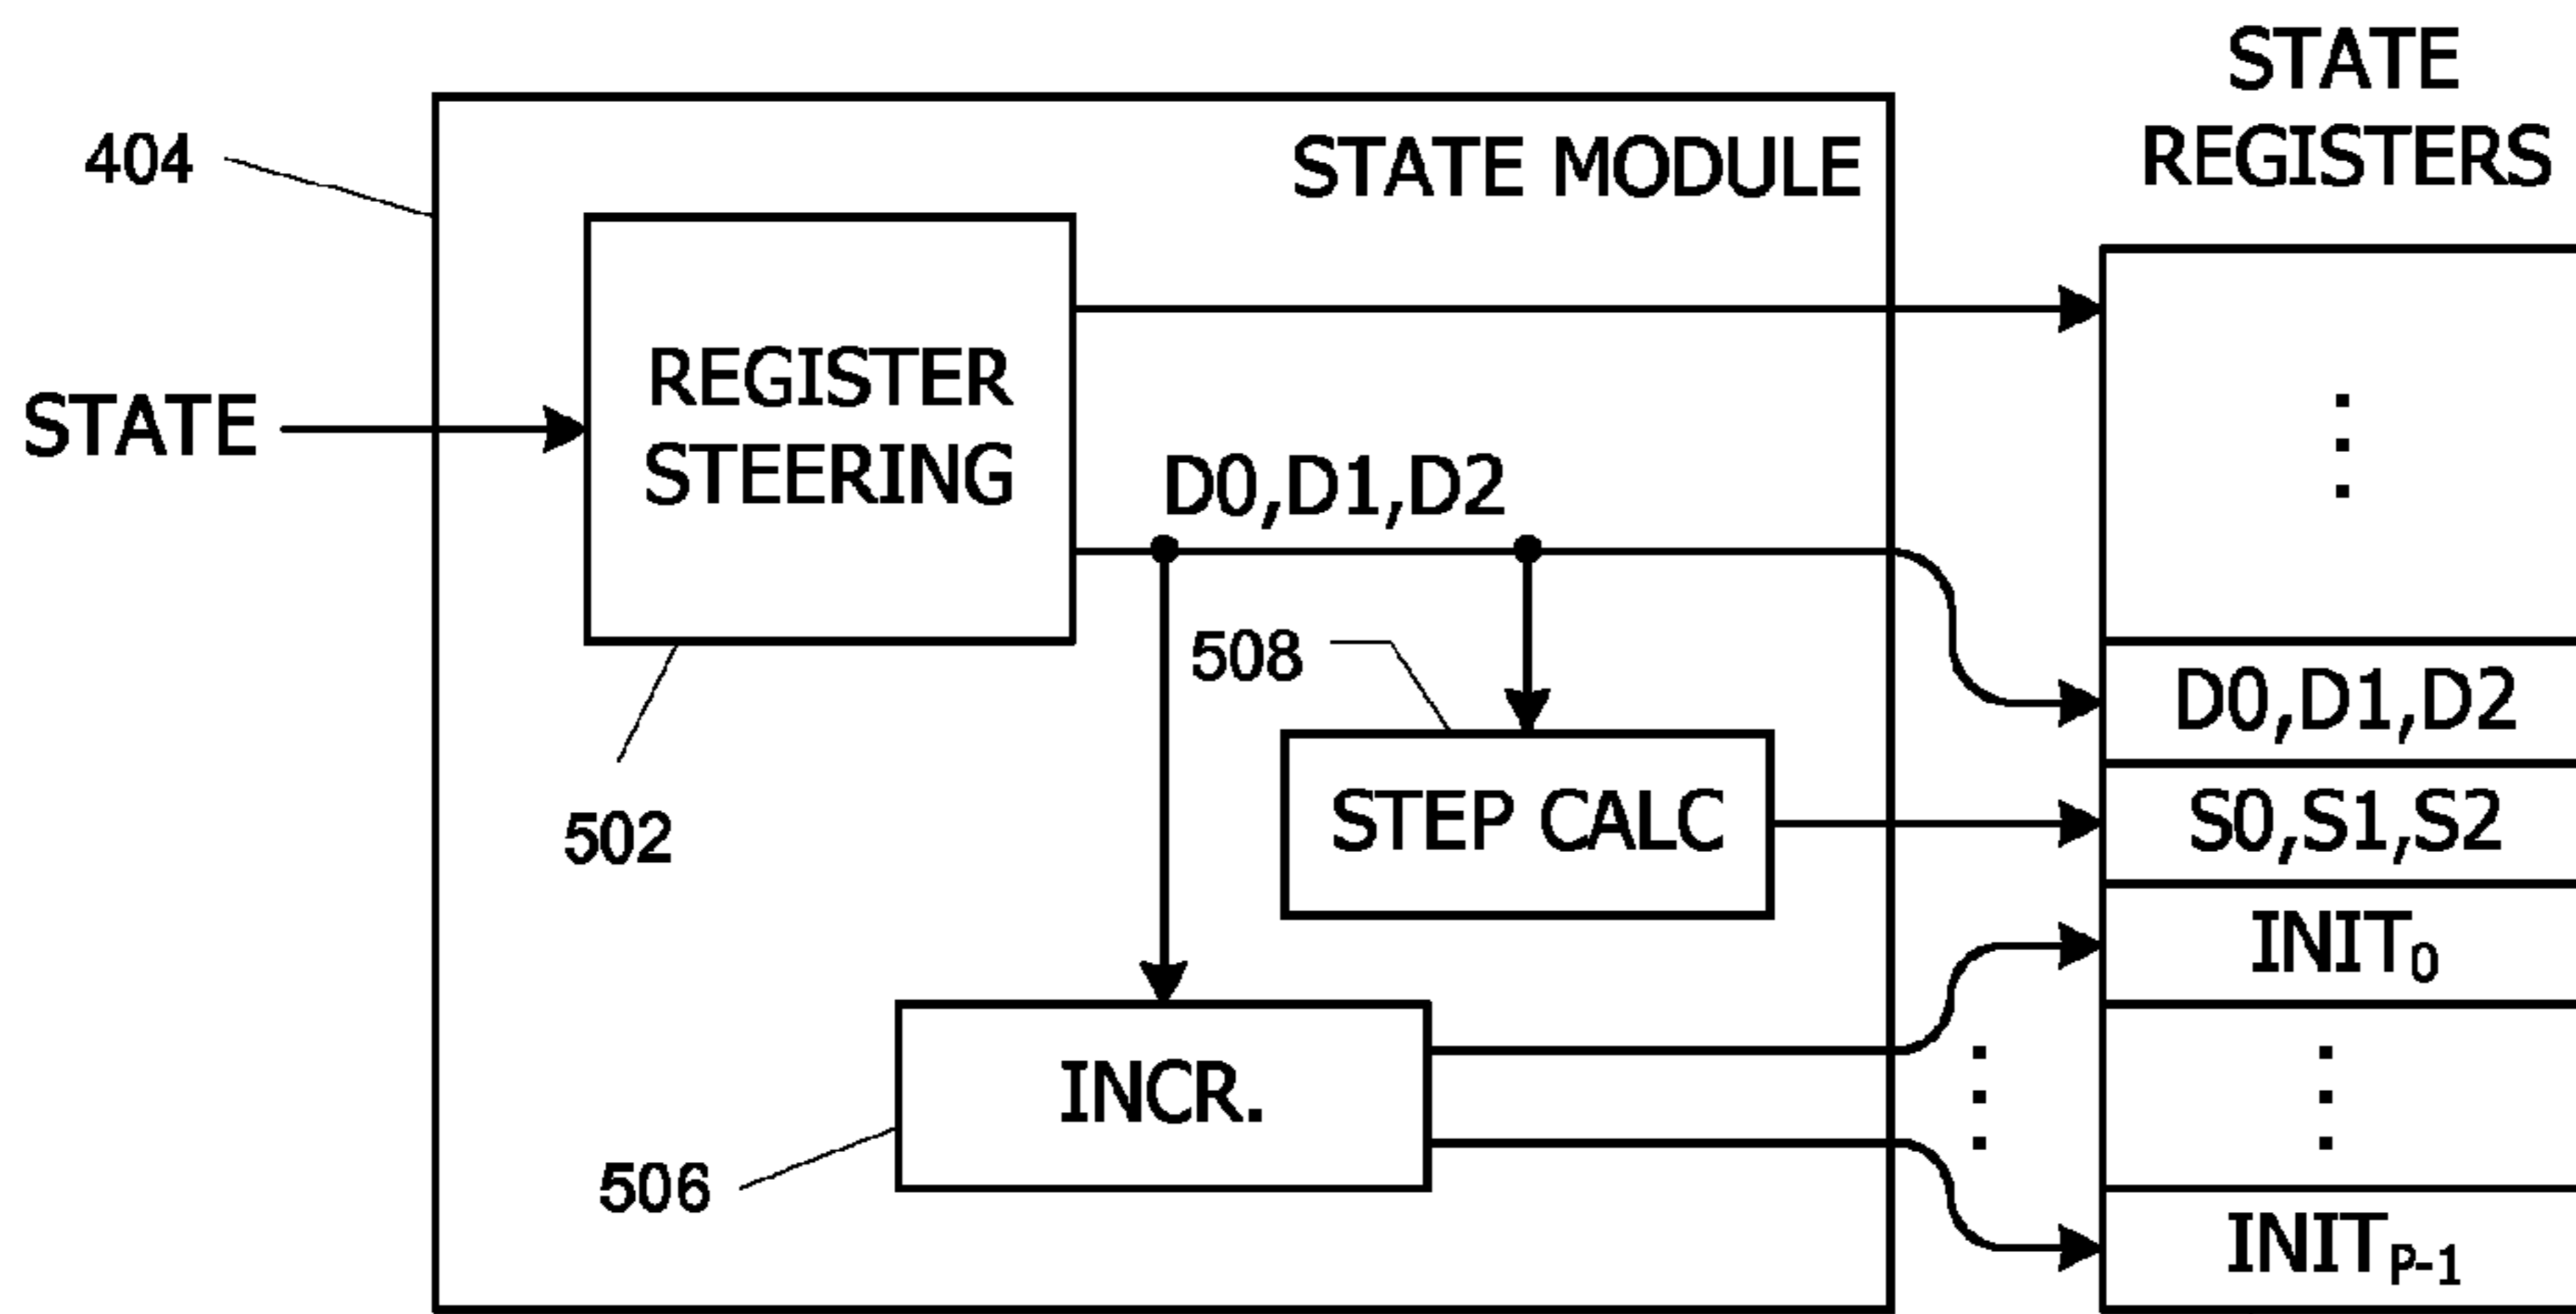 STATE
REGISTERS
404
STATE MODULE
REGISTER
STEERING
STATE
D0,D1,D2
508
D0,D1,D2
502
STEP CALC
S0,S1,S2
INIT₀
INCR.
506
INIT_P-1